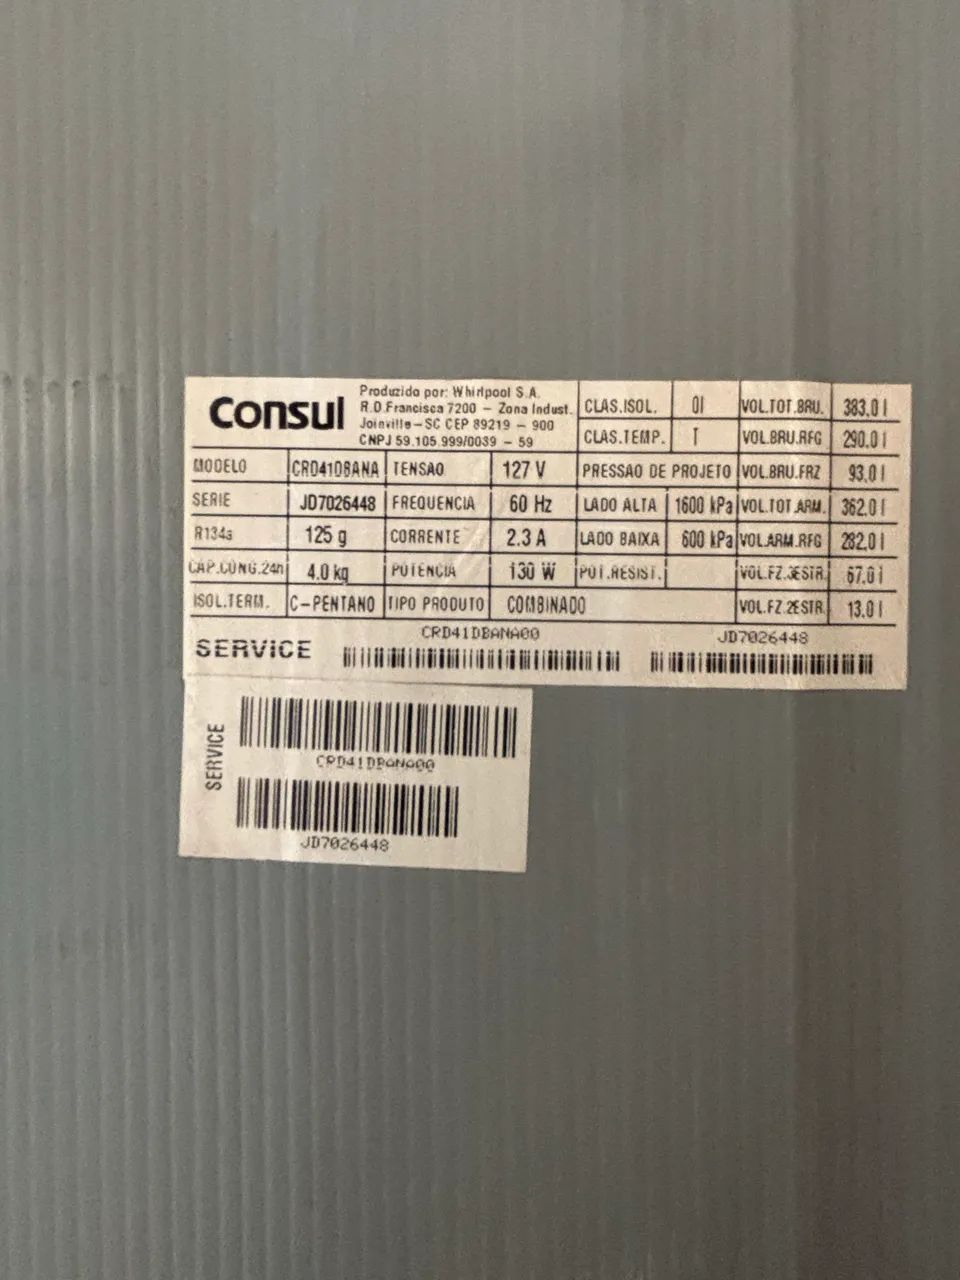 consul
Produzido por: Whirlpool S.A.
R.D.Francisca 7200 – Zona Indust.
Joinville–SC CEP 89219 – 900
CNPJ 59.105.999/0039 – 59
CLAS.ISOL. 01 VOL.TOT.BRU. 383.0 l
CLAS.TEMP. T VOL.BRU.RFG 290.0 l
MODELO CRD41DBANA TENSAO 127 V PRESSAO DE PROJETO VOL.BRU.FRZ 93.0 l
SERIE JD7026448 FREQUENCIA 60 Hz LADO ALTA 1600 kPa VOL.TOT.ARM. 362.0 l
R134a 125 g CORRENTE 2.3 A LADO BAIXA 600 kPa VOL.ARM.RFG 282.0 l
CAP.CONG.24h 4.0 kg POTENCIA 130 W POT.RESIST. VOL.FZ.3ESTR. 67.0 l
ISOL.TERM. C-PENTANO TIPO PRODUTO COMBINADO VOL.FZ.2ESTR. 13.0 l
SERVICE CRD41DBANA00 JD7026448
SERVICE
CRD41DBANA00
JD7026448